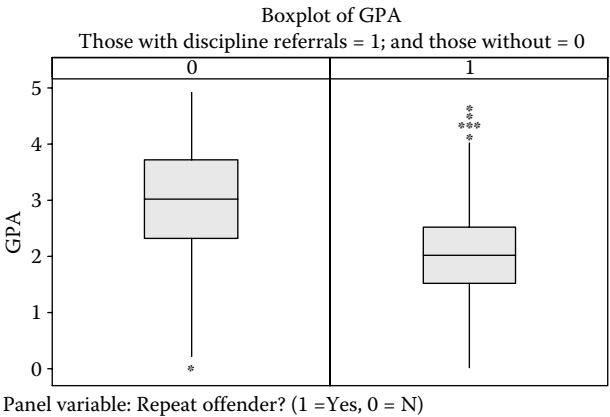 Boxplot of GPA
Those with discipline referrals = 1; and those without = 0
0 1
5
4
3
2
1
0
GPA
Panel variable: Repeat offender? (1 =Yes, 0 = N)